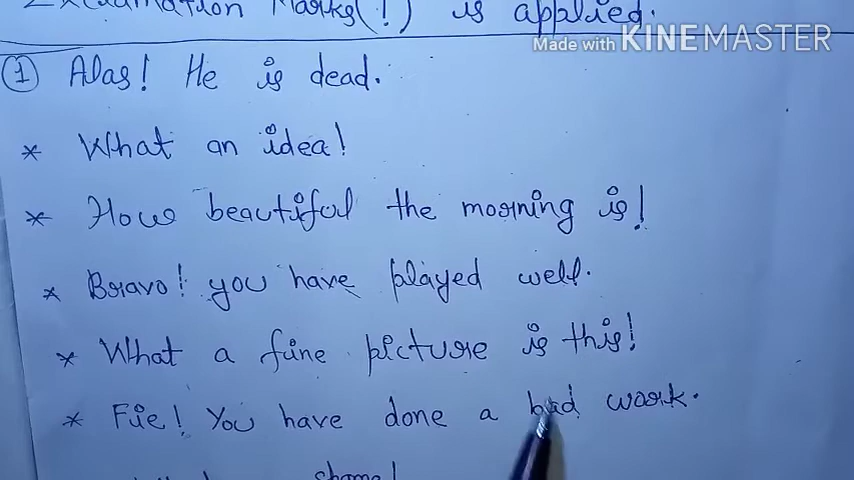 Exclamation Marks(!) is applied.
Made with KINEMASTER
① Alas! He is dead.
* What an idea!
* How beautiful the morning is!
* Bravo! you have played well.
* What a fine picture is this!
* Fie! You have done a bad work.
shame!